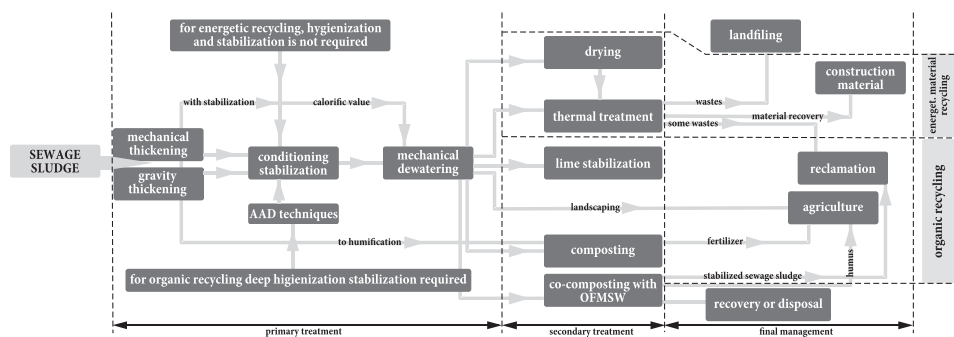 for energetic recycling, hygienization
and stabilization is not required
landfiling
drying
construction
material
energet. material
recycling
with stabilization
calorific value
wastes
thermal treatment
material recovery
some wastes
mechanical
thickening
SEWAGE
SLUDGE
gravity
thickening
conditioning
stabilization
mechanical
dewatering
lime stabilization
reclamation
organic recycling
AAD techniques
landscaping
agriculture
to humification
composting
fertilizer
humus
for organic recycling deep higienization stabilization required
co-composting with
OFMSW
stabilized sewage sludge
recovery or disposal
primary treatment
secondary treatment
final management